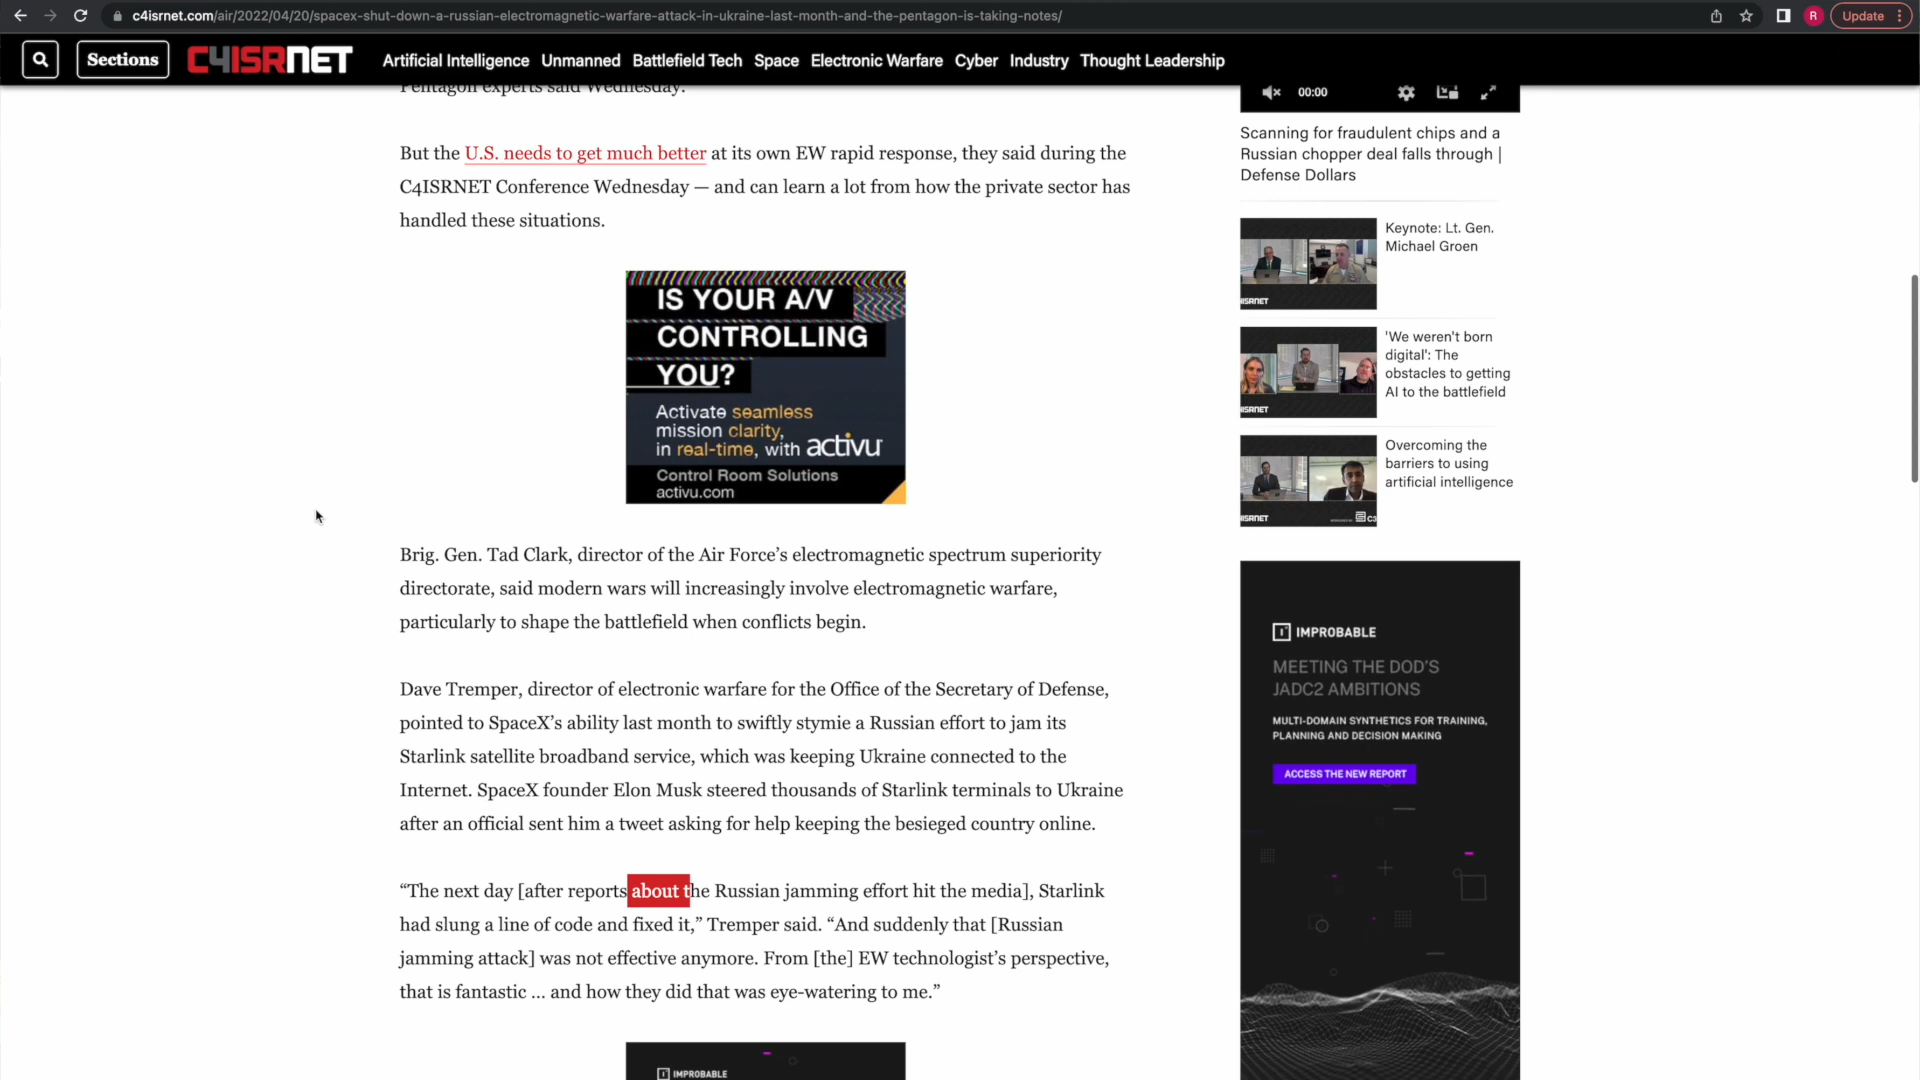 c4isrnet.com/air/2022/04/20/spacex-shut-down-a-russian-electromagnetic-warfare-attack-in-ukraine-last-month-and-the-pentagon-is-taking-notes/
R
Update
Sections
C4ISRNET
Artificial Intelligence
Unmanned
Battlefield Tech
Space
Electronic Warfare
Cyber
Industry
Thought Leadership
Pentagon experts said Wednesday.
But the U.S. needs to get much better at its own EW rapid response, they said during the
C4ISRNET Conference Wednesday — and can learn a lot from how the private sector has
handled these situations.
IS YOUR A/V
CONTROLLING
YOU?
Activate seamless
mission clarity,
in real-time, with activu
Control Room Solutions
activu.com
Brig. Gen. Tad Clark, director of the Air Force’s electromagnetic spectrum superiority
directorate, said modern wars will increasingly involve electromagnetic warfare,
particularly to shape the battlefield when conflicts begin.
Dave Tremper, director of electronic warfare for the Office of the Secretary of Defense,
pointed to SpaceX’s ability last month to swiftly stymie a Russian effort to jam its
Starlink satellite broadband service, which was keeping Ukraine connected to the
Internet. SpaceX founder Elon Musk steered thousands of Starlink terminals to Ukraine
after an official sent him a tweet asking for help keeping the besieged country online.
“The next day [after reports about the Russian jamming effort hit the media], Starlink
had slung a line of code and fixed it,” Tremper said. “And suddenly that [Russian
jamming attack] was not effective anymore. From [the] EW technologist’s perspective,
that is fantastic … and how they did that was eye-watering to me.”
IMPROBABLE
00:00
Scanning for fraudulent chips and a
Russian chopper deal falls through |
Defense Dollars
ISRNET
Keynote: Lt. Gen.
Michael Groen
ISRNET
'We weren't born
digital': The
obstacles to getting
AI to the battlefield
ISRNET
C3
Overcoming the
barriers to using
artificial intelligence
IMPROBABLE
MEETING THE DOD'S
JADC2 AMBITIONS
MULTI-DOMAIN SYNTHETICS FOR TRAINING,
PLANNING AND DECISION MAKING
ACCESS THE NEW REPORT